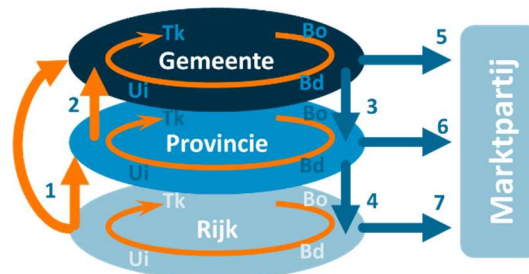 Tk
Bo
5
Gemeente
Ui
Bd
2
3
Tk
Bo
6
Provincie
Ui
Bd
1
4
Tk
Bo
7
Rijk
Ui
Bd
Marktpartij